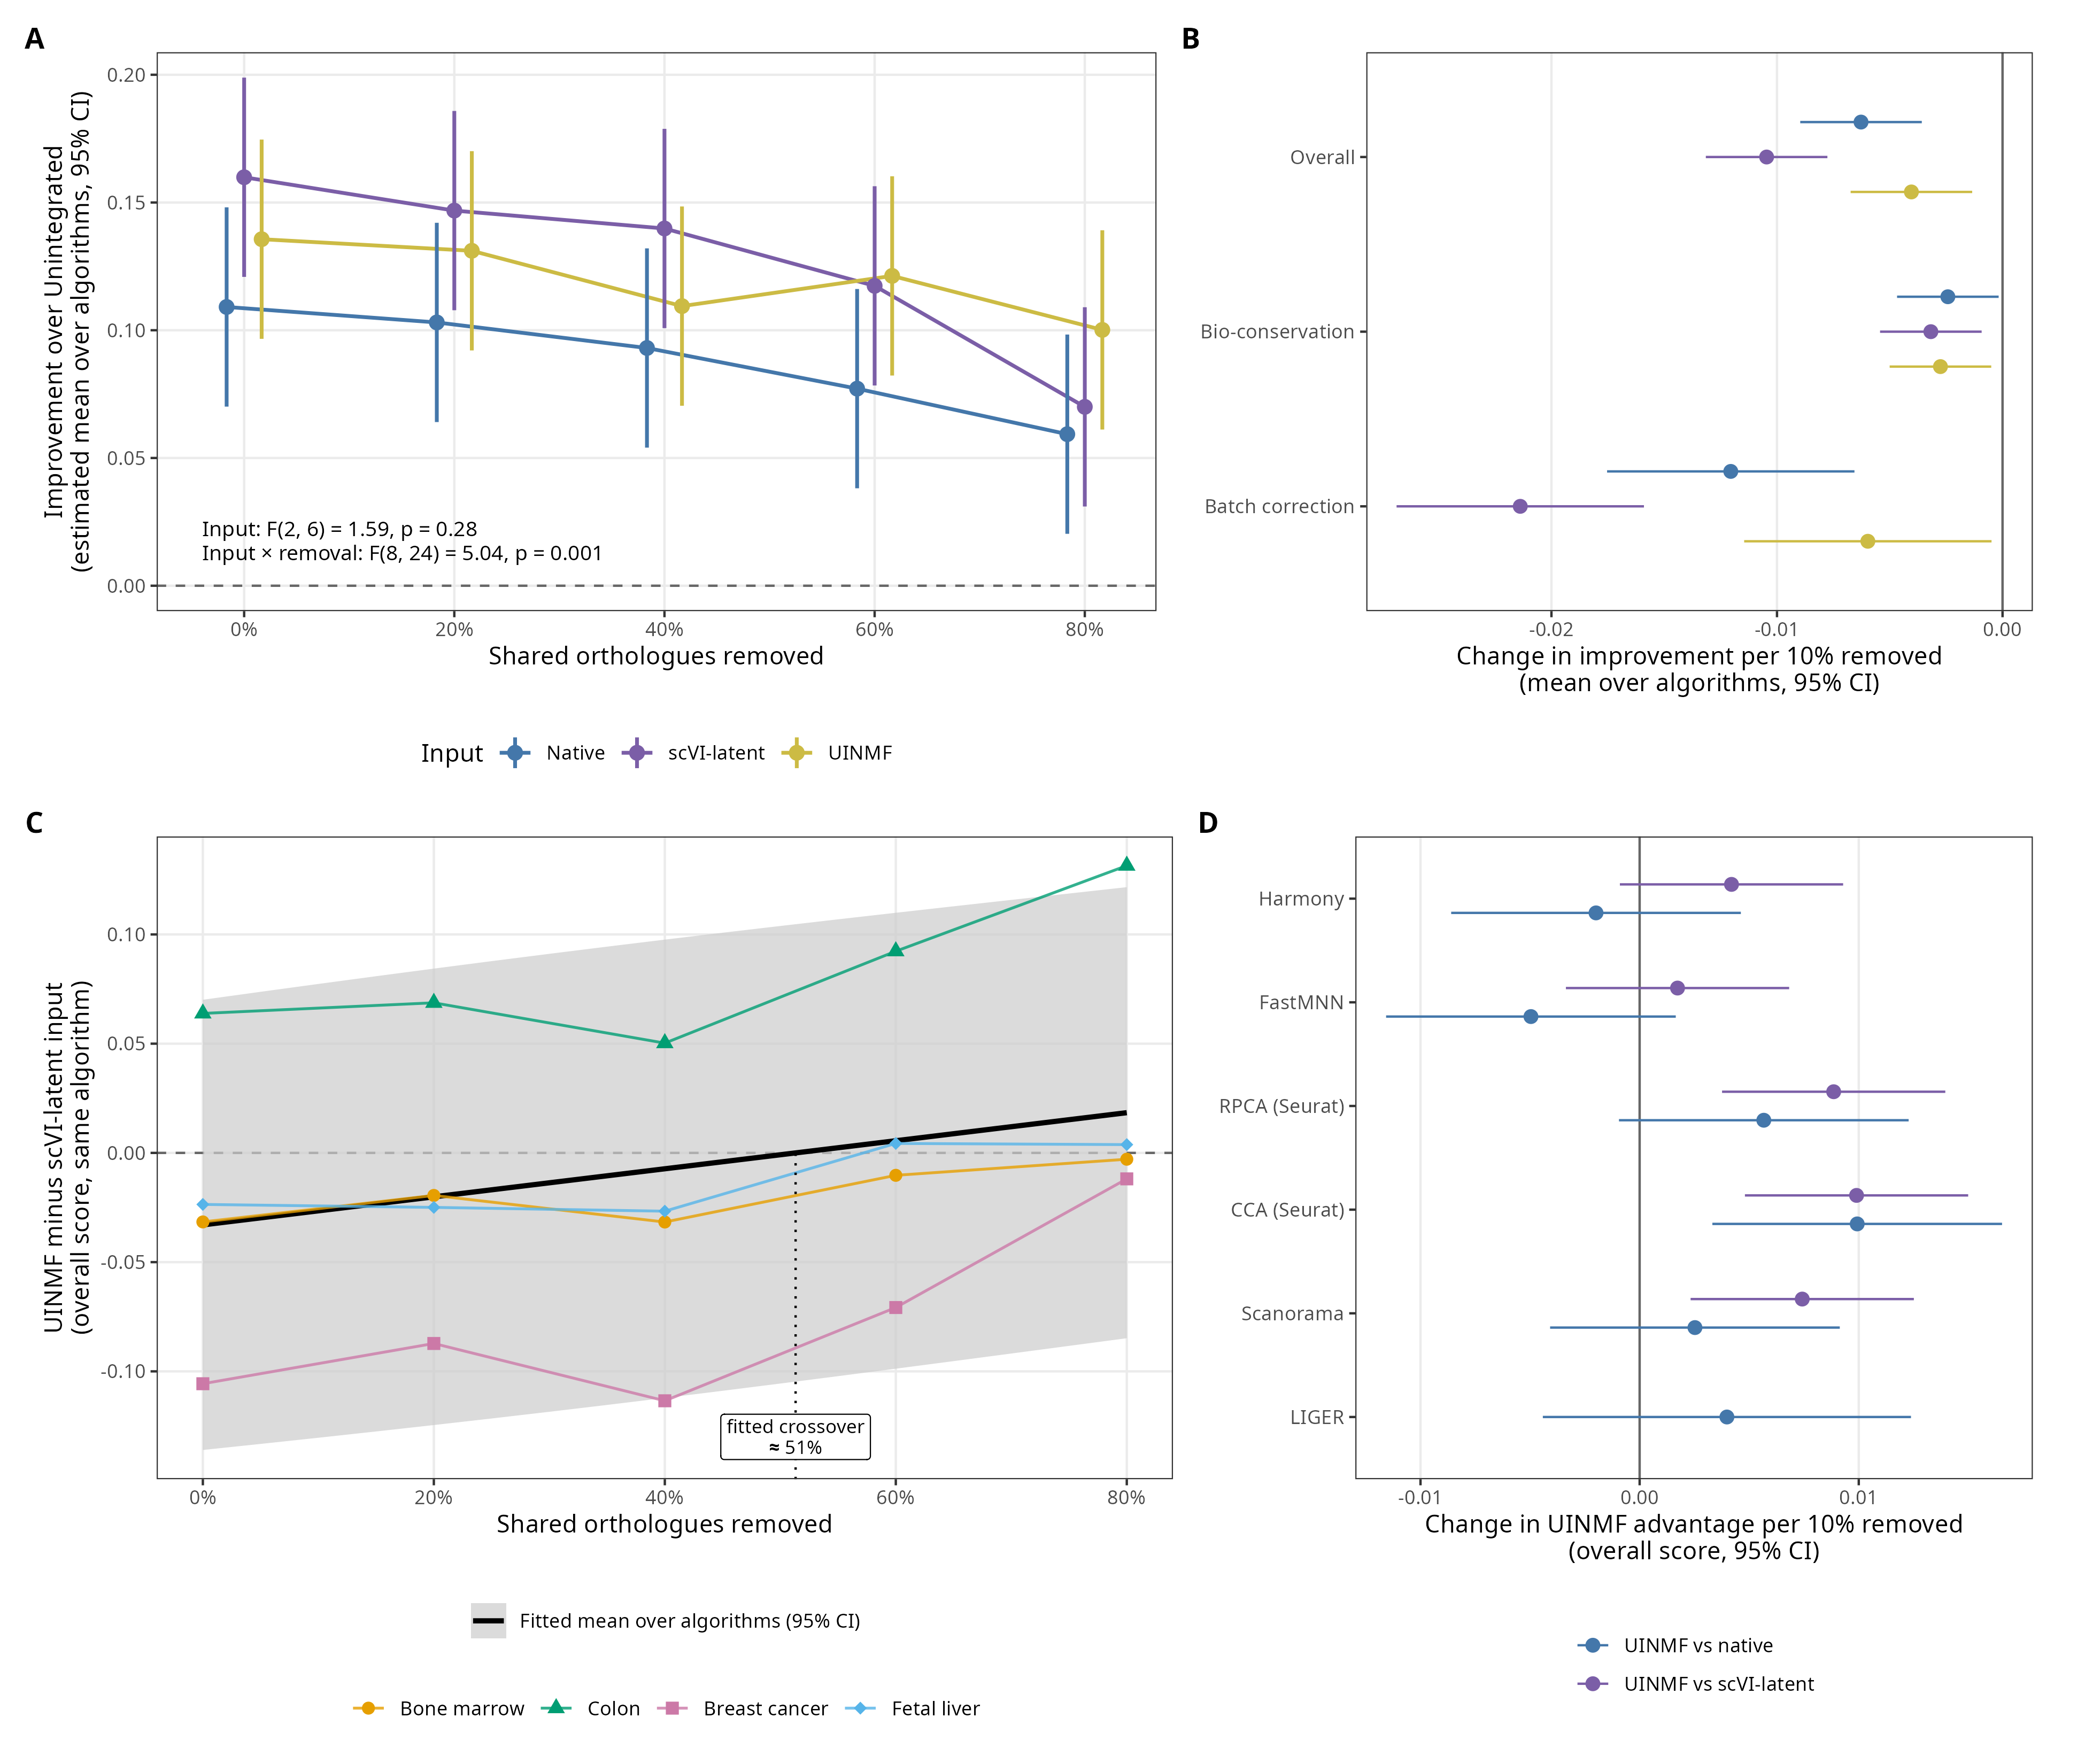 A
Improvement over Unintegrated
(estimated mean over algorithms, 95% CI)
0.20
0.15
0.10
0.05
0.00
Input: F(2, 6) = 1.59, p = 0.28
Input × removal: F(8, 24) = 5.04, p = 0.001
0%
20%
40%
60%
80%
Shared orthologues removed
Input
Native
scVI-latent
UINMF
B
Overall
Bio-conservation
Batch correction
-0.02
-0.01
0.00
Change in improvement per 10% removed
(mean over algorithms, 95% CI)
C
UINMF minus scVI-latent input
(overall score, same algorithm)
0.10
0.05
0.00
-0.05
-0.10
fitted crossover
≈ 51%
0%
20%
40%
60%
80%
Shared orthologues removed
Fitted mean over algorithms (95% CI)
Bone marrow
Colon
Breast cancer
Fetal liver
D
Harmony
FastMNN
RPCA (Seurat)
CCA (Seurat)
Scanorama
LIGER
-0.01
0.00
0.01
Change in UINMF advantage per 10% removed
(overall score, 95% CI)
UINMF vs native
UINMF vs scVI-latent